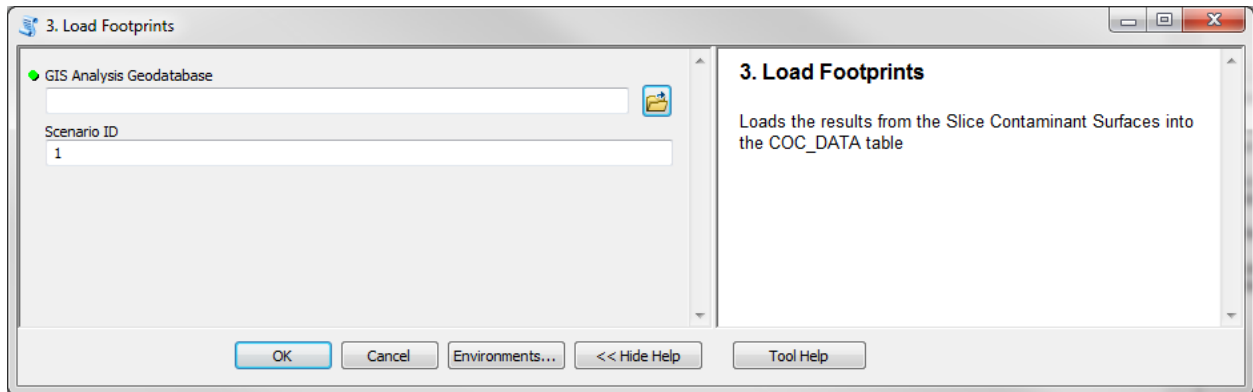 3. Load Footprints
GIS Analysis Geodatabase
Scenario ID
1
3. Load Footprints
Loads the results from the Slice Contaminant Surfaces into
the COC_DATA table
OK
Cancel
Environments...
<< Hide Help
Tool Help